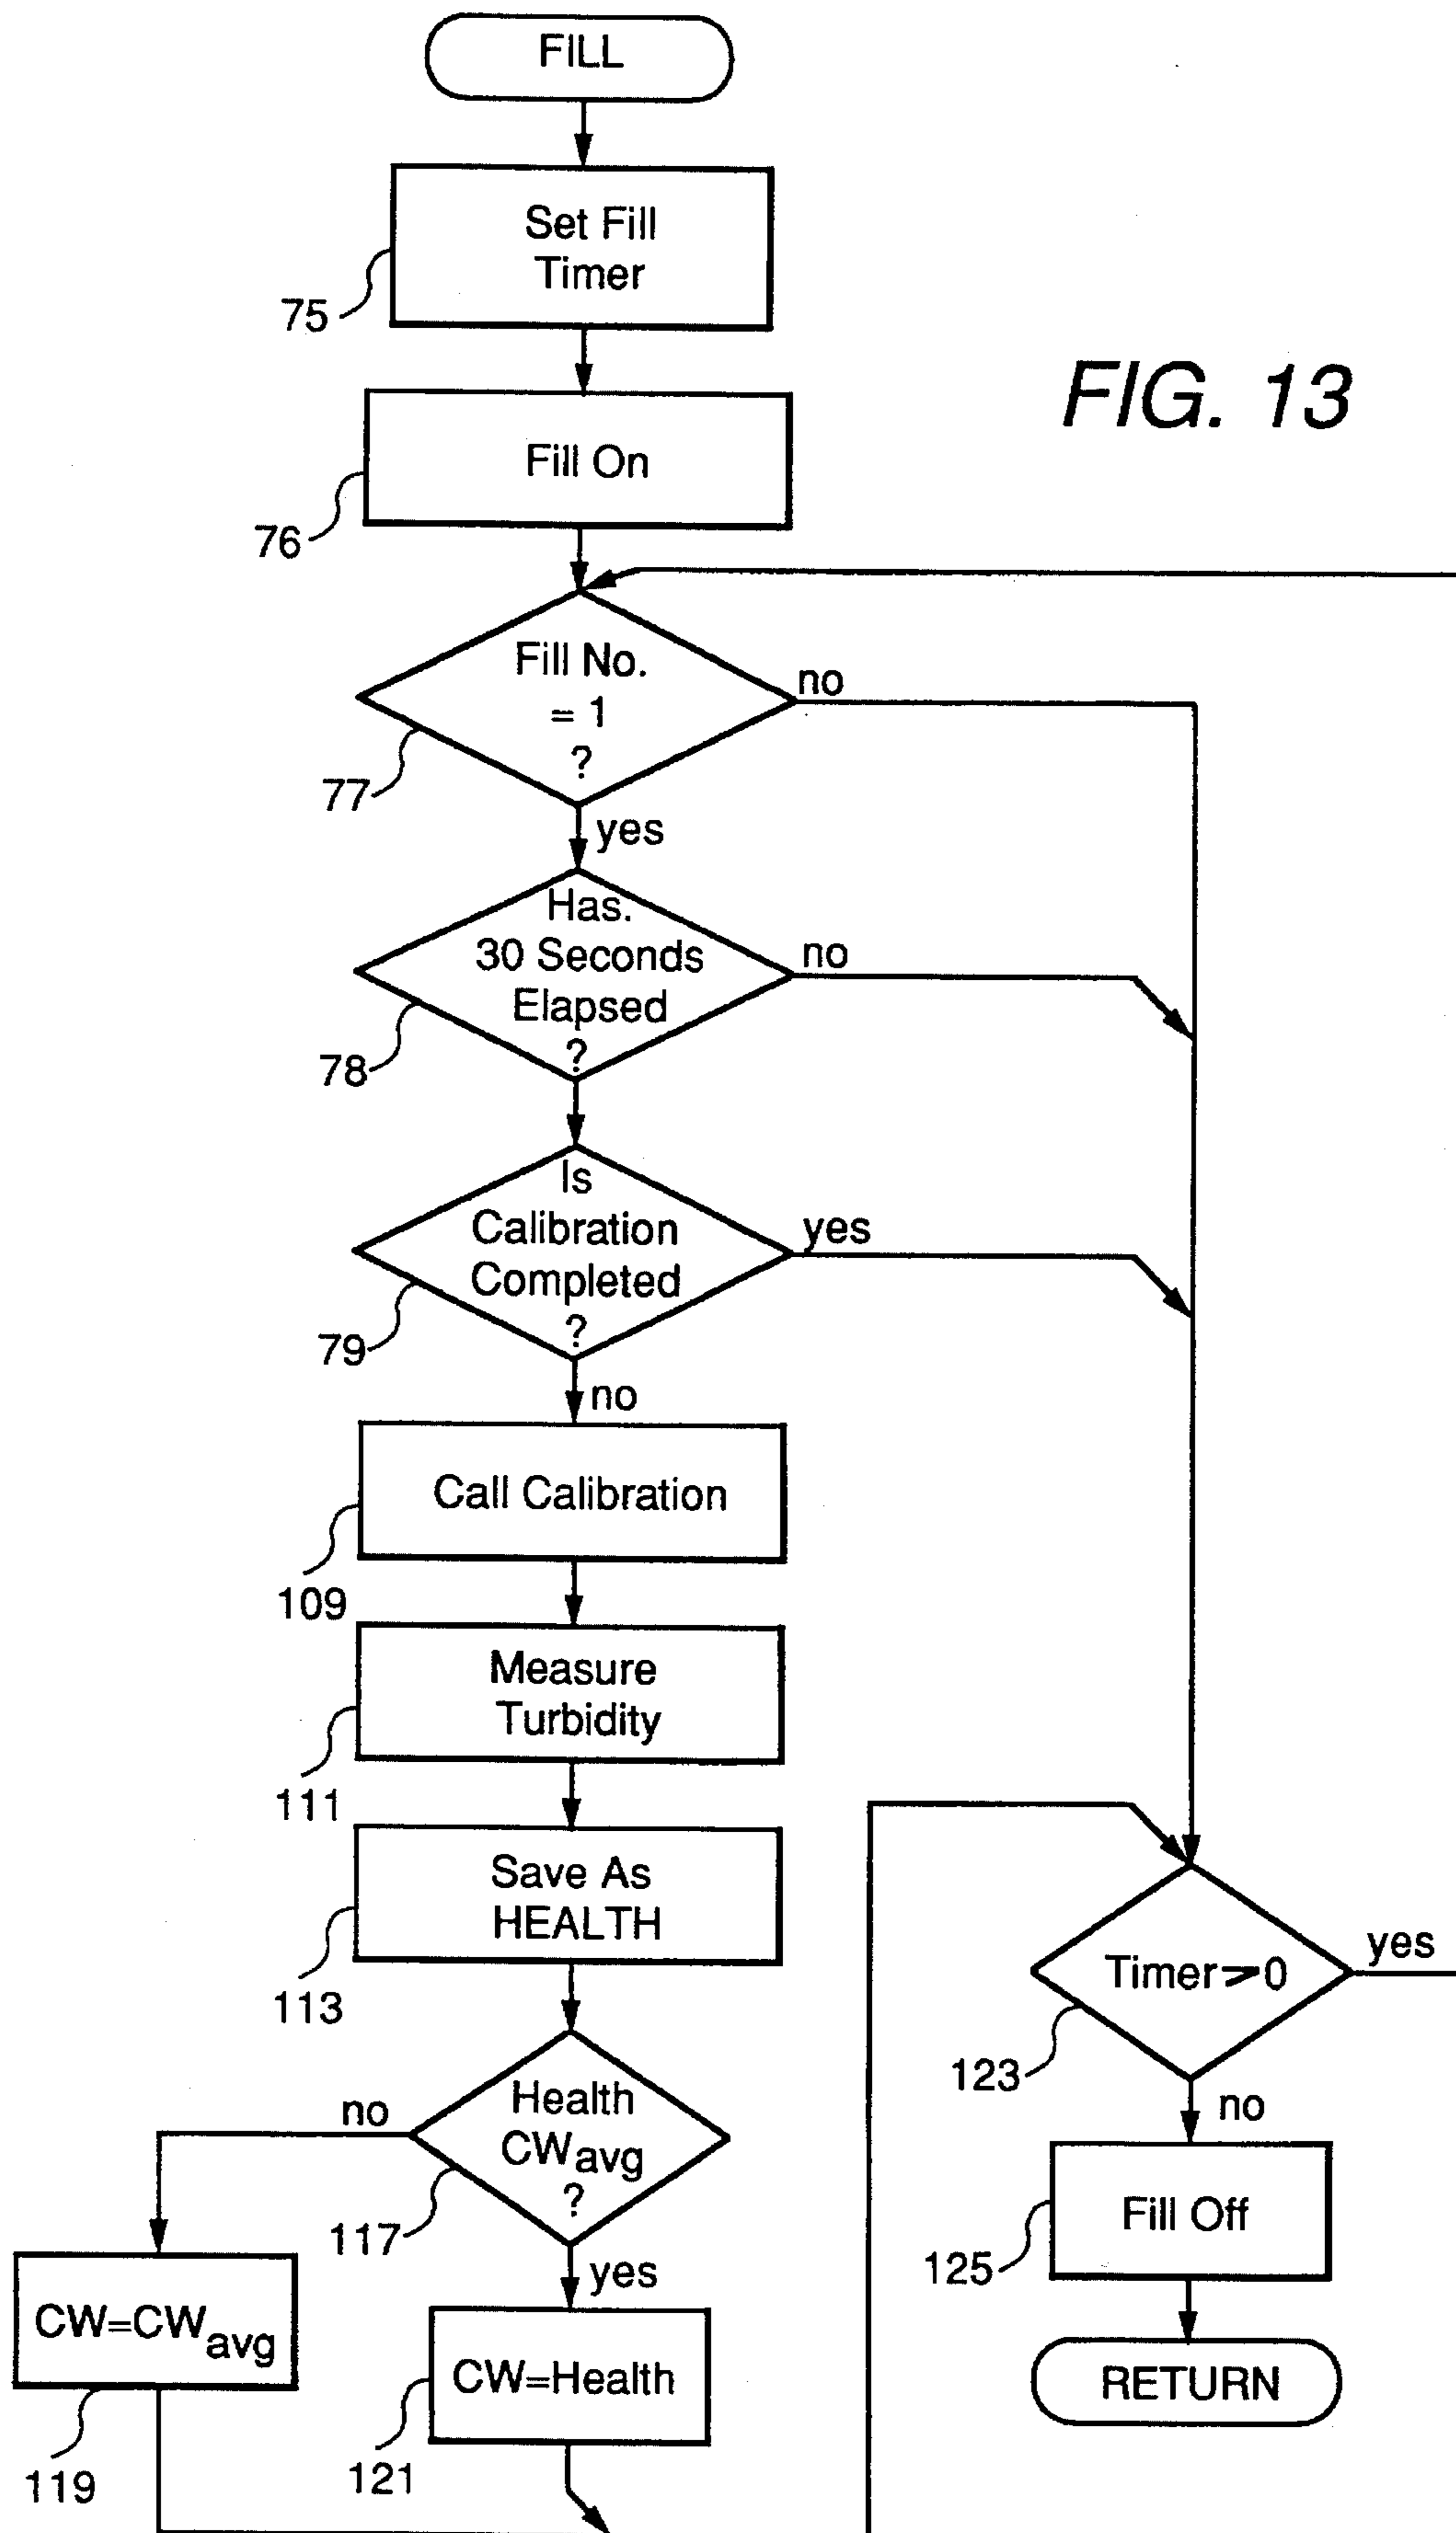 FILL
Set Fill
Timer
75
FIG. 13
Fill On
76
Fill No.
= 1
?
no
77
yes
Has.
30 Seconds
Elapsed
?
no
78
Is
Calibration
Completed
?
yes
79
no
Call Calibration
109
Measure
Turbidity
111
Save As
HEALTH
113
Timer>0
yes
123
no
Health
CWavg
?
no
117
yes
Fill Off
125
CW=CWavg
119
CW=Health
121
RETURN